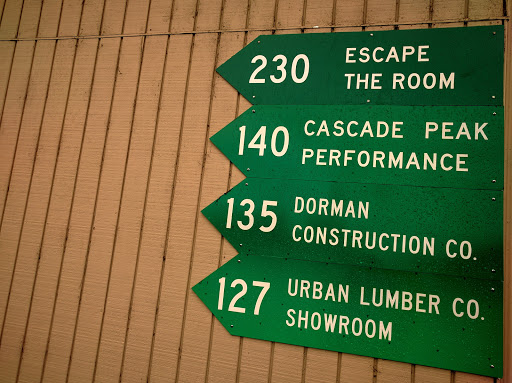 230 ESCAPE
THE ROOM
140 CASCADE PEAK
PERFORMANCE
135 DORMAN
CONSTRUCTION CO.
127 URBAN LUMBER CO.
SHOWROOM